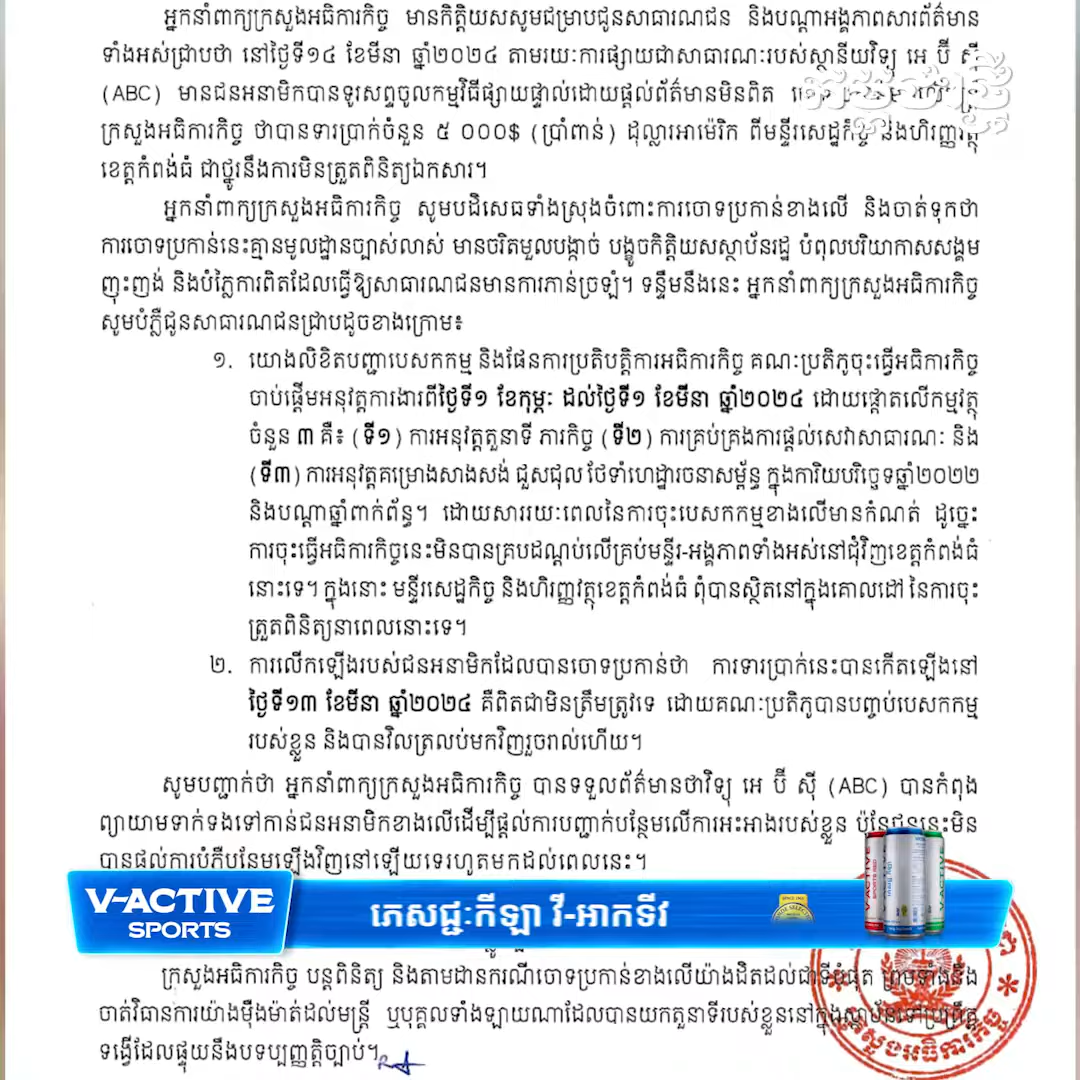 អ្នកនាំពាក្យក្រសួងអធិការកិច្ច មានកិត្តិយសសូមជម្រាបជូនសាធារណជន និងបណ្តាអង្គភាពសារព័ត៌មាន
ទាំងអស់ជ្រាបថា នៅថ្ងៃទី១៤ ខែមីនា ឆ្នាំ២០២៤ តាមរយៈការផ្សាយជាសាធារណៈរបស់ស្ថានីយវិទ្យុ អេ ប៊ី ស៊ី
(ABC) មានជនអនាមិកបានទូរសព្ទចូលកម្មវិធីផ្សាយផ្ទាល់ដោយផ្តល់ព័ត៌មានមិនពិត
ក្រសួងអធិការកិច្ច ថាបានទារប្រាក់ចំនួន ៥ 000$ (ប្រាំពាន់) ដុល្លារអាម៉េរិក ពីមន្ទីរសេដ្ឋកិច្ច និងហិរញ្ញវត្ថុ
ខេត្តកំពង់ធំ ជាថ្នូរនឹងការមិនត្រួតពិនិត្យឯកសារ។
អ្នកនាំពាក្យក្រសួងអធិការកិច្ច សូមបដិសេធទាំងស្រុងចំពោះការចោទប្រកាន់ខាងលើ និងចាត់ទុកថា
ការចោទប្រកាន់នេះគ្មានមូលដ្ឋានច្បាស់លាស់ មានចរិតមួលបង្កាច់ បង្ខូចកិត្តិយសស្ថាប័នរដ្ឋ បំពុលបរិយាកាសសង្គម
ញុះញង់ និងបំភ្លៃការពិតដែលធ្វើឱ្យសាធារណជនមានការភាន់ច្រឡំ។ ទន្ទឹមនឹងនេះ អ្នកនាំពាក្យក្រសួងអធិការកិច្ច
សូមបំភ្លឺជូនសាធារណជនជ្រាបដូចខាងក្រោម៖
១. យោងលិខិតបញ្ជាបេសកកម្ម និងផែនការប្រតិបត្តិការអធិការកិច្ច គណៈប្រតិភូចុះធ្វើអធិការកិច្ច
ចាប់ផ្តើមអនុវត្តការងារពីថ្ងៃទី១ ខែកុម្ភៈ ដល់ថ្ងៃទី១ ខែមីនា ឆ្នាំ២០២៤ ដោយផ្តោតលើកម្មវត្ថុ
ចំនួន ៣ គឺ៖ (ទី១) ការអនុវត្តតួនាទី ភារកិច្ច (ទី២) ការគ្រប់គ្រងការផ្តល់សេវាសាធារណៈ និង
(ទី៣) ការអនុវត្តគម្រោងសាងសង់ ជួសជុល ថែទាំហេដ្ឋារចនាសម្ព័ន្ធ ក្នុងការិយបរិច្ឆេទឆ្នាំ២០២២
និងបណ្តាឆ្នាំពាក់ព័ន្ធ។ ដោយសាររយៈពេលនៃការចុះបេសកកម្មខាងលើមានកំណត់ ដូច្នេះ
ការចុះធ្វើអធិការកិច្ចនេះមិនបានគ្របដណ្តប់លើគ្រប់មន្ទីរ-អង្គភាពទាំងអស់នៅជុំវិញខេត្តកំពង់ធំ
នោះទេ។ ក្នុងនោះ មន្ទីរសេដ្ឋកិច្ច និងហិរញ្ញវត្ថុខេត្តកំពង់ធំ ពុំបានស្ថិតនៅក្នុងគោលដៅ នៃការចុះ
ត្រួតពិនិត្យនាពេលនោះទេ។
២. ការលើកឡើងរបស់ជនអនាមិកដែលបានចោទប្រកាន់ថា ការទារប្រាក់នេះបានកើតឡើងនៅ
ថ្ងៃទី១៣ ខែមីនា ឆ្នាំ២០២៤ គឺពិតជាមិនត្រឹមត្រូវទេ ដោយគណៈប្រតិភូបានបញ្ចប់បេសកកម្ម
របស់ខ្លួន និងបានវិលត្រលប់មកវិញរួចរាល់ហើយ។
សូមបញ្ជាក់ថា អ្នកនាំពាក្យក្រសួងអធិការកិច្ច បានទទួលព័ត៌មានថាវិទ្យុ អេ ប៊ី ស៊ី (ABC) បានកំពុង
ព្យាយាមទាក់ទងទៅកាន់ជនអនាមិកខាងលើដើម្បីផ្តល់ការបញ្ជាក់បន្ថែមលើការអះអាងរបស់ខ្លួន ប៉ុន្តែជននេះមិន
បានផ្តល់ការបំភ្លឺបន្ថែមឡើងវិញនៅឡើយទេរហូតមកដល់ពេលនេះ។
V-ACTIVE
SPORTS
ភេសជ្ជៈកីឡា វី-អាកទីវ
ក្រសួងអធិការកិច្ច បន្តពិនិត្យ និងតាមដានករណីចោទប្រកាន់ខាងលើយ៉ាងដិតដល់ជាទីបំផុត ព្រមទាំងនឹង
ចាត់វិធានការយ៉ាងម៉ឺងម៉ាត់ដល់មន្ត្រី ឬបុគ្គលទាំងឡាយណាដែលបានយកតួនាទីរបស់ខ្លួននៅក្នុងស្ថាប័នទៅប្រព្រឹត្ត
ទង្វើដែលផ្ទុយនឹងបទប្បញ្ញត្តិច្បាប់។
ក្រសួងអធិការកិច្ច